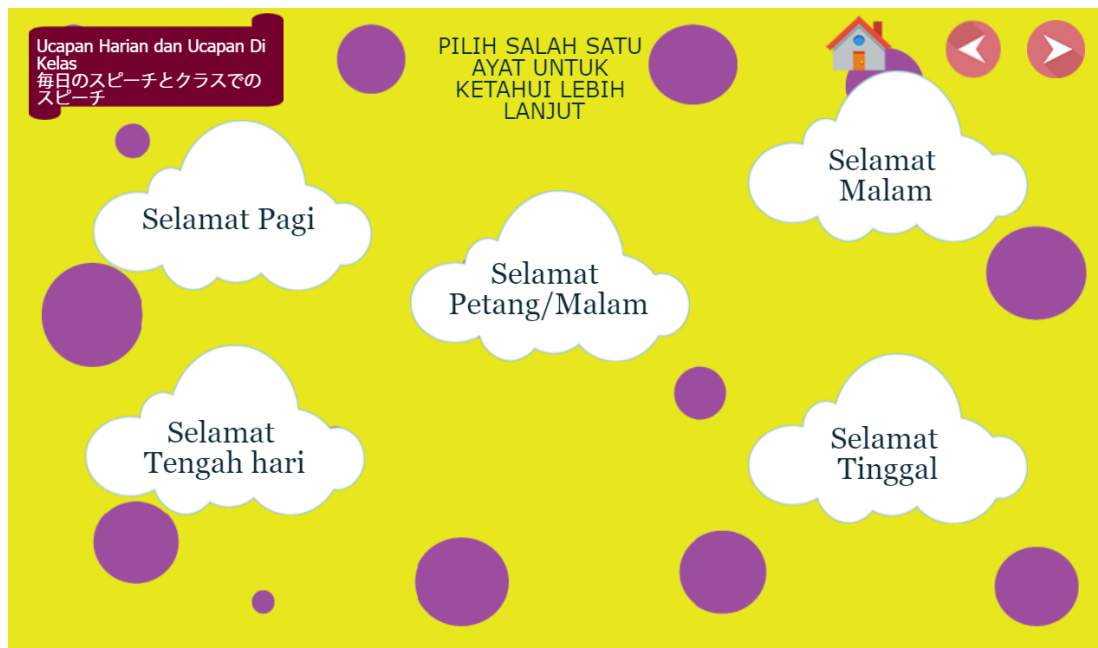 Ucapan Harian dan Ucapan Di
Kelas
毎日のスピーチとクラスでの
スピーチ
PILIH SALAH SATU
AYAT UNTUK
KETAHUI LEBIH
LANJUT
Selamat Pagi
Selamat
Petang/Malam
Selamat
Malam
Selamat
Tengah hari
Selamat
Tinggal